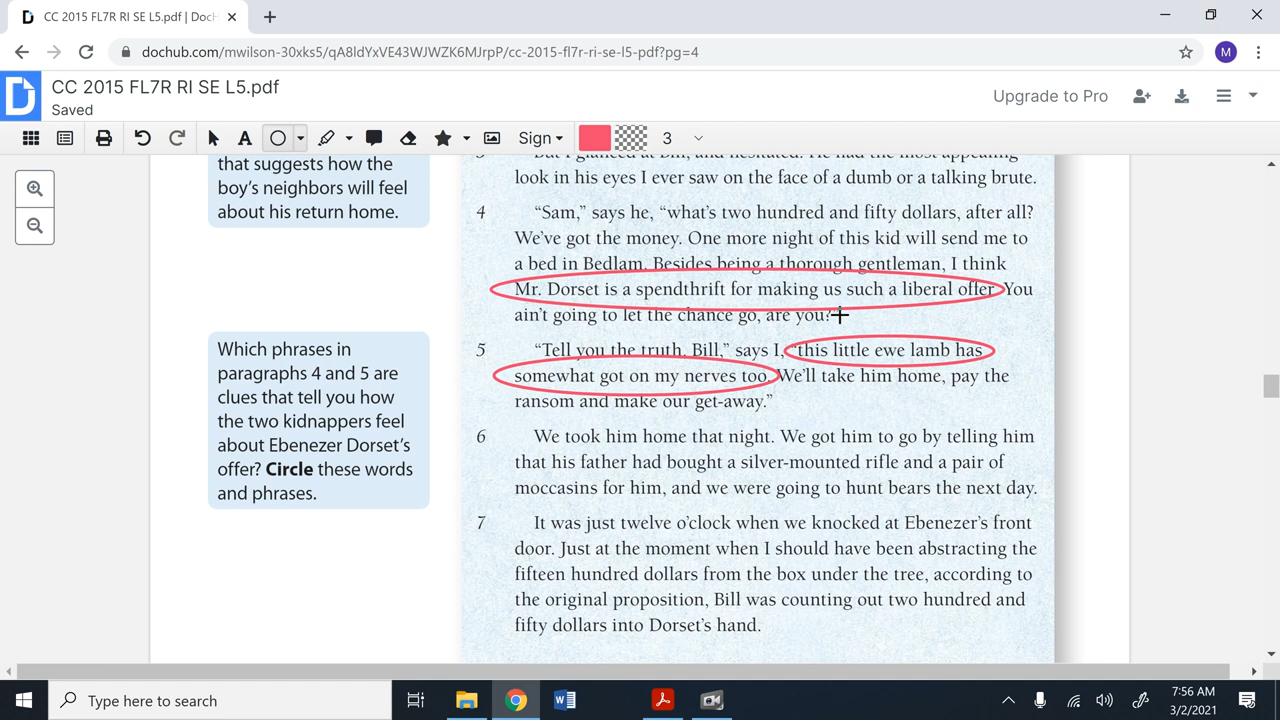 CC 2015 FL7R RI SE L5.pdf | DocH
dochub.com/mwilson-30xks5/qA8ldYxVE43WJWZK6MJrpP/cc-2015-fl7r-ri-se-l5-pdf?pg=4
M
CC 2015 FL7R RI SE L5.pdf
Saved
Upgrade to Pro
A
Sign
3
that suggests how the
boy's neighbors will feel
about his return home.
Which phrases in
paragraphs 4 and 5 are
clues that tell you how
the two kidnappers feel
about Ebenezer Dorset's
offer? Circle these words
and phrases.
3 But I glanced at Bill, and hesitated. He had the most appealing
look in his eyes I ever saw on the face of a dumb or a talking brute.
4 “Sam,” says he, “what's two hundred and fifty dollars, after all?
We've got the money. One more night of this kid will send me to
a bed in Bedlam. Besides being a thorough gentleman, I think
Mr. Dorset is a spendthrift for making us such a liberal offer. You
ain't going to let the chance go, are you?
5 “Tell you the truth, Bill,” says I, “this little ewe lamb has
somewhat got on my nerves too. We'll take him home, pay the
ransom and make our get-away.”
6 We took him home that night. We got him to go by telling him
that his father had bought a silver-mounted rifle and a pair of
moccasins for him, and we were going to hunt bears the next day.
7 It was just twelve o'clock when we knocked at Ebenezer's front
door. Just at the moment when I should have been abstracting the
fifteen hundred dollars from the box under the tree, according to
the original proposition, Bill was counting out two hundred and
fifty dollars into Dorset's hand.
Type here to search
7:56 AM
3/2/2021